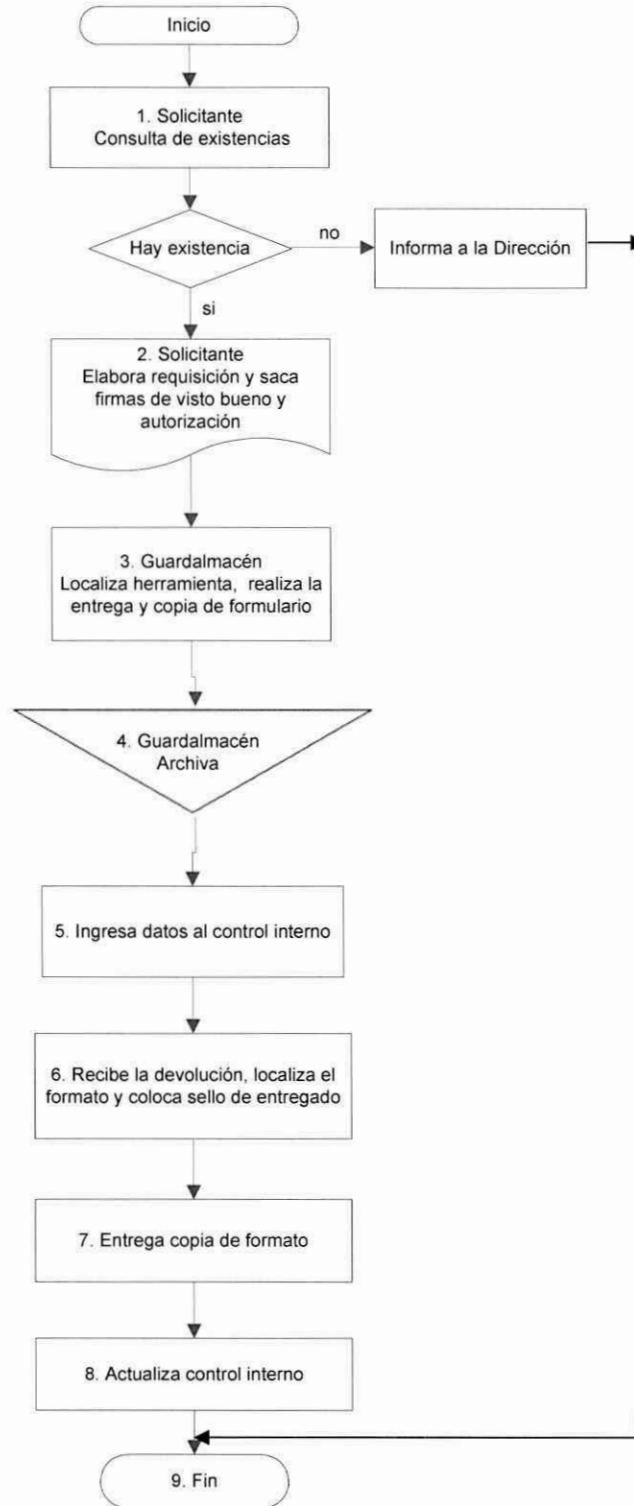 Inicio
1. Solicitante
Consulta de existencias
Hay existencia
no
Informa a la Dirección
si
2. Solicitante
Elabora requisición y saca
firmas de visto bueno y
autorización
3. Guardalmacén
Localiza herramienta, realiza la
entrega y copia de formulario
4. Guardalmacén
Archiva
5. Ingresa datos al control interno
6. Recibe la devolución, localiza el
formato y coloca sello de entregado
7. Entrega copia de formato
8. Actualiza control interno
9. Fin